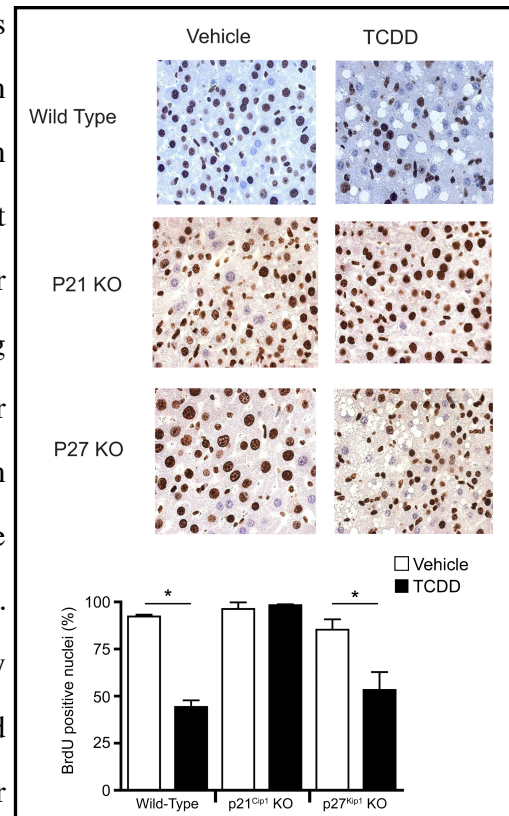 Vehicle TCDD
Wild Type
P21 KO
P27 KO
Vehicle
TCDD
*
*
BrdU positive nuclei (%)
100
75
50
25
0
Wild-Type p21Cip1 KO p27Kip1 KO